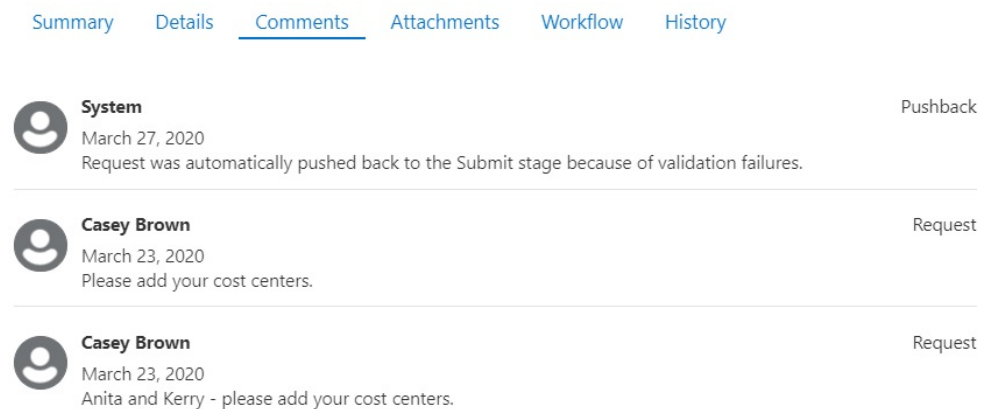 Summary Details Comments Attachments Workflow History
System Pushback
March 27, 2020
Request was automatically pushed back to the Submit stage because of validation failures.
Casey Brown Request
March 23, 2020
Please add your cost centers.
Casey Brown Request
March 23, 2020
Anita and Kerry - please add your cost centers.